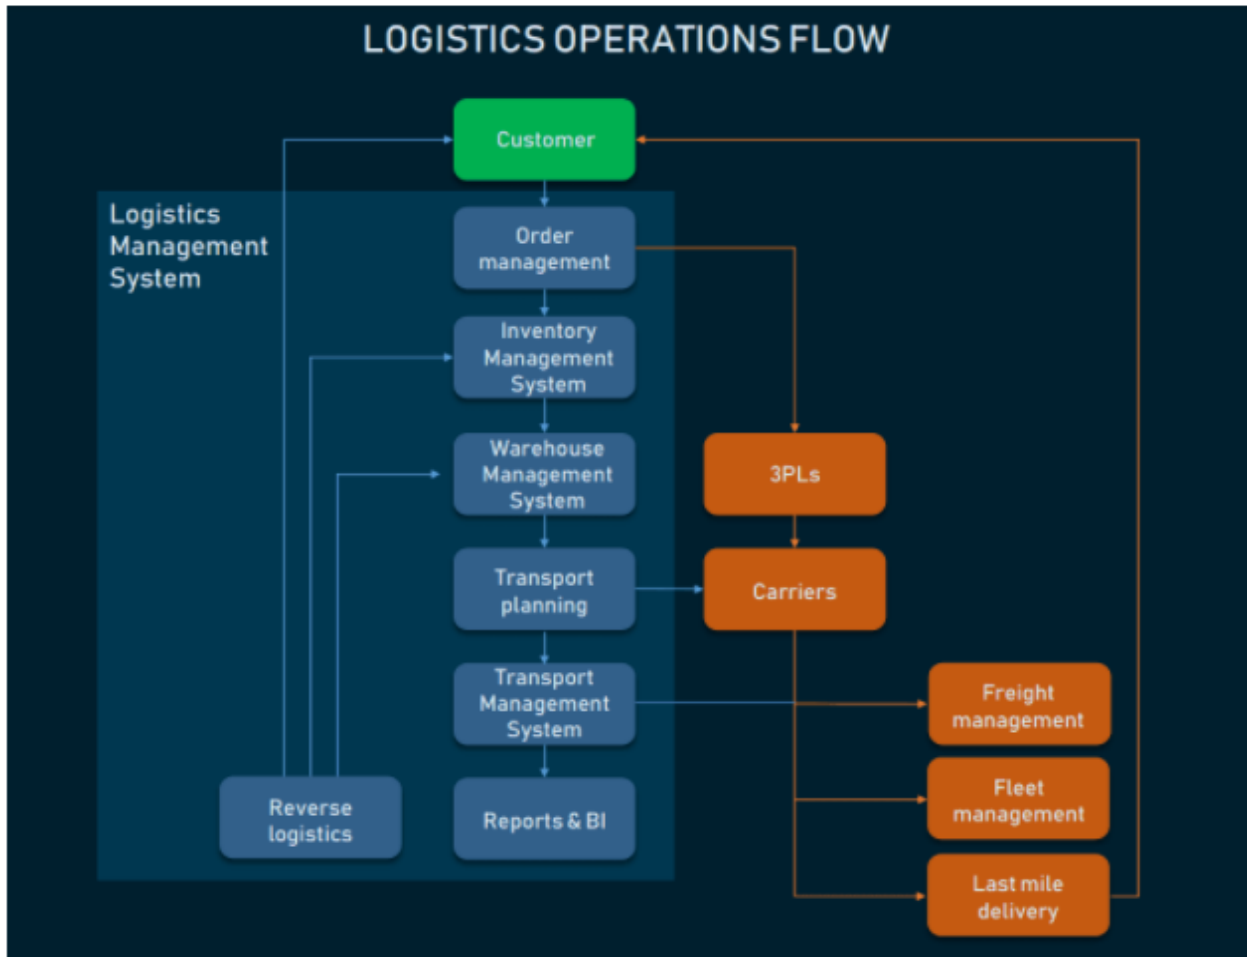 LOGISTICS OPERATIONS FLOW
Customer
Logistics
Management
System
Order
management
Inventory
Management
System
Warehouse
Management
System
3PLs
Transport
planning
Carriers
Transport
Management
System
Freight
management
Reverse
logistics
Reports & BI
Fleet
management
Last mile
delivery